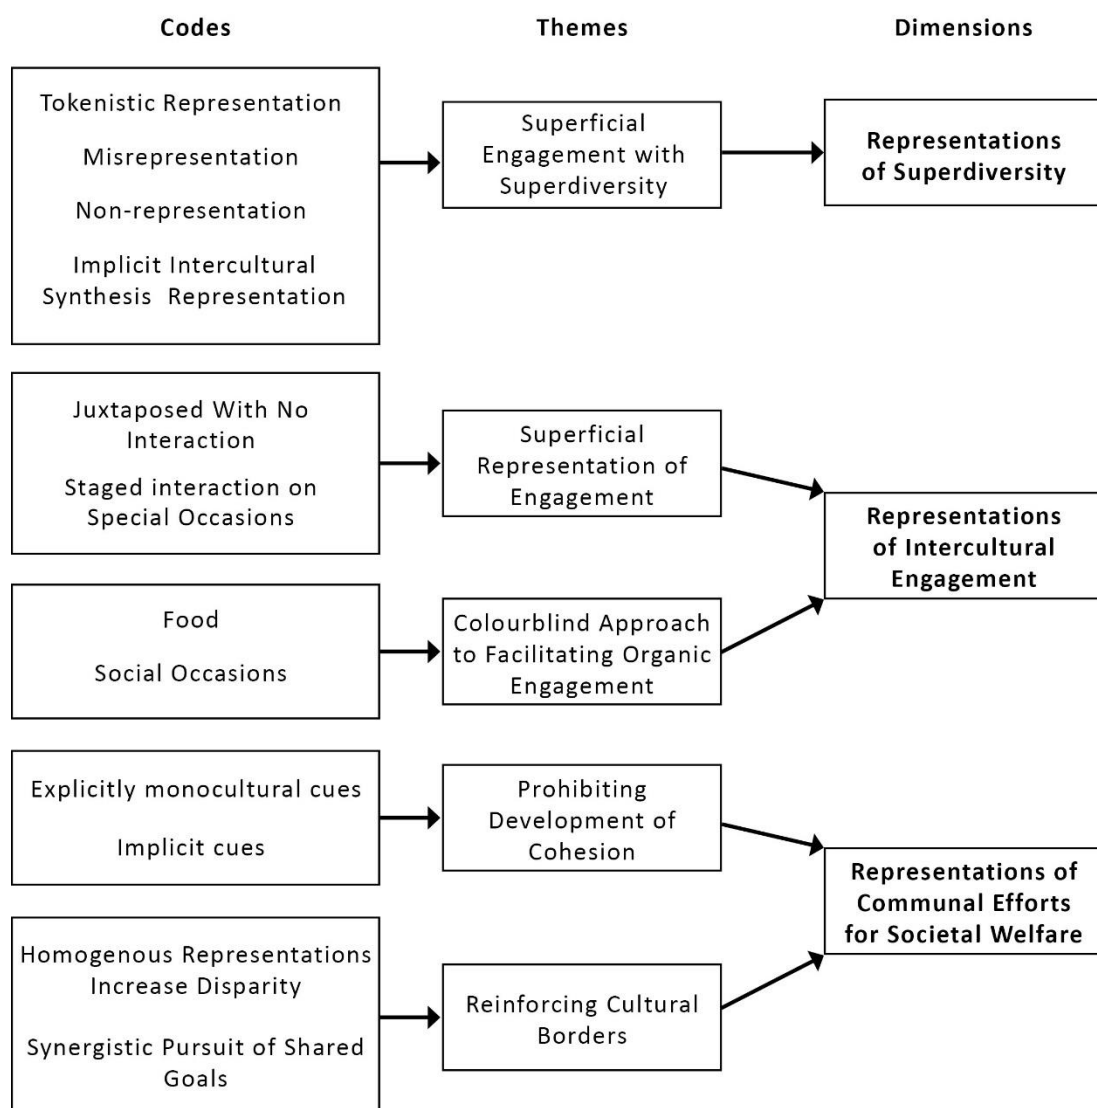 Codes
Themes
Dimensions
Tokenistic Representation
Misrepresentation
Non-representation
Implicit Intercultural
Synthesis Representation
Superficial
Engagement with
Superdiversity
Representations
of Superdiversity
Juxtaposed With No
Interaction
Staged interaction on
Special Occasions
Superficial
Representation of
Engagement
Representations
of Intercultural
Engagement
Food
Social Occasions
Colourblind Approach
to Facilitating Organic
Engagement
Explicitly monocultural cues
Implicit cues
Prohibiting
Development of
Cohesion
Representations of
Communal Efforts
for Societal Welfare
Homogenous Representations
Increase Disparity
Synergistic Pursuit of Shared
Goals
Reinforcing Cultural
Borders